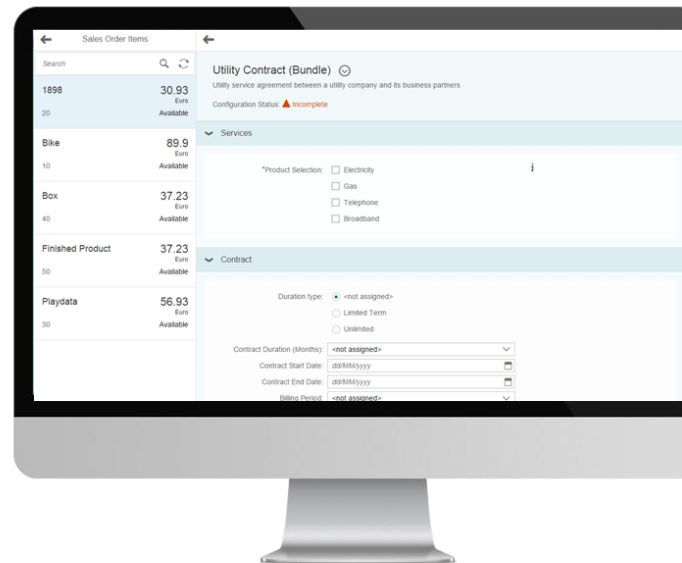 Sales Order Items
Search
1898 30.93
Euro
20 Available
Bike 89.9
Euro
10 Available
Box 37.23
Euro
40 Available
Finished Product 37.23
Euro
50 Available
Playdata 56.93
Euro
30 Available
Utility Contract (Bundle)
Utility service agreement between a utility company and its business partners
Configuration Status: Incomplete
Services
*Product Selection: Electricity
i
Gas
Telephone
Broadband
Contract
Duration type: <not assigned>
Limited Term
Unlimited
Contract Duration (Months): <not assigned>
Contract Start Date: dd/MM/yyyy
Contract End Date: dd/MM/yyyy
Billing Period: <not assigned>